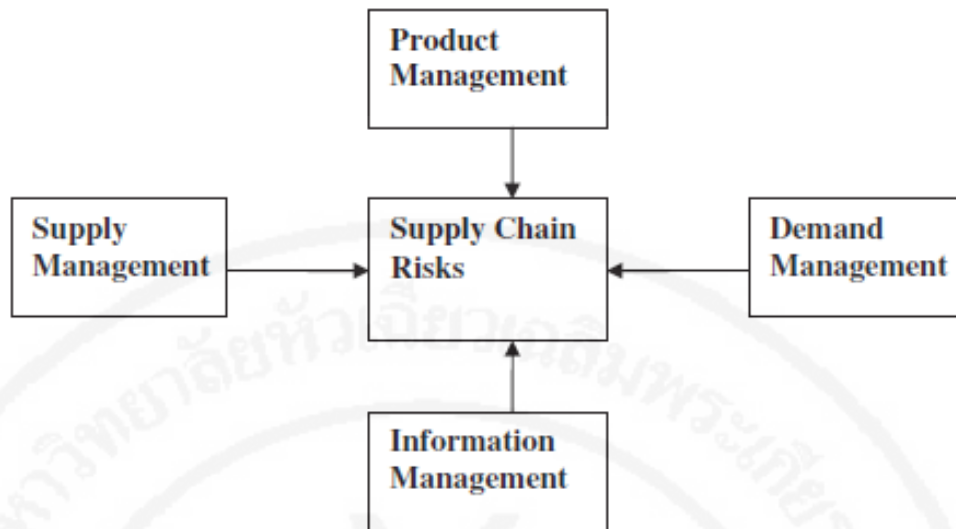 Product
Management
Supply
Management
Supply Chain
Risks
Demand
Management
Information
Management